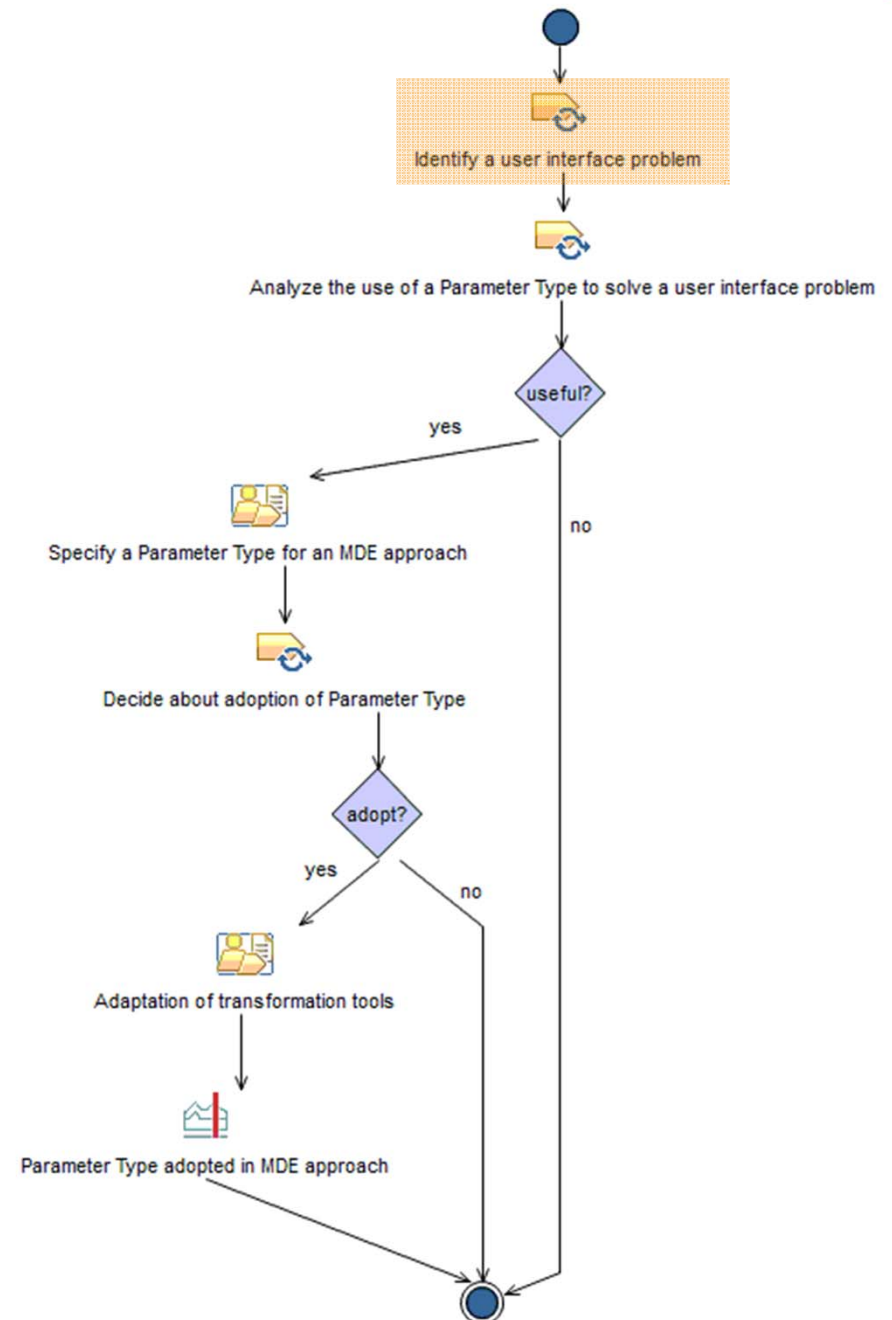 Identify a user interface problem
Analyze the use of a Parameter Type to solve a user interface problem
useful?
yes
no
Specify a Parameter Type for an MDE approach
Decide about adoption of Parameter Type
adopt?
yes
no
Adaptation of transformation tools
Parameter Type adopted in MDE approach